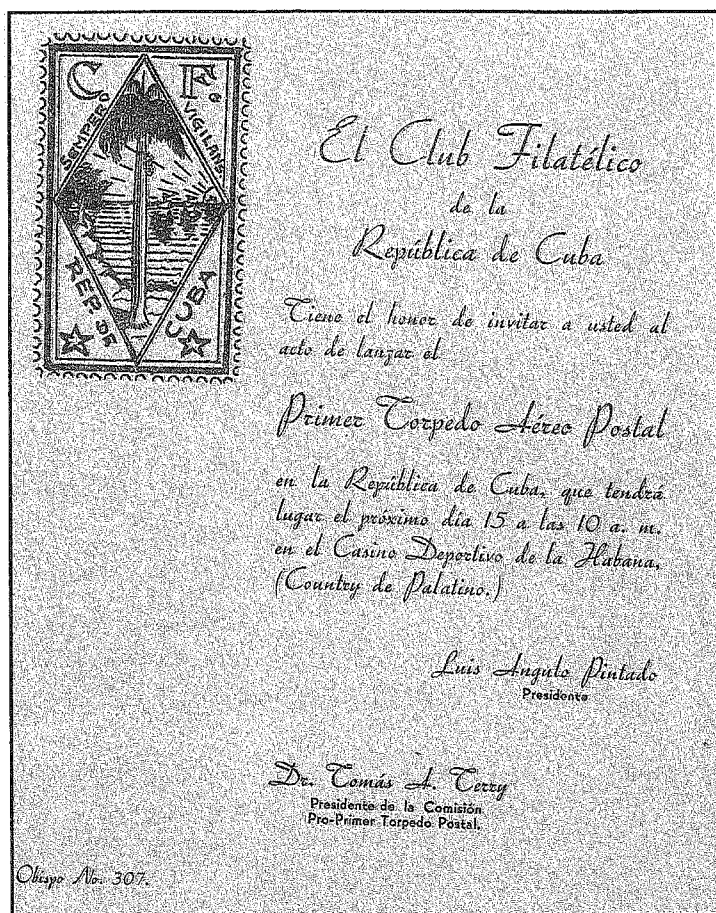 C. F.
SEMPER VIGILANS
REP. DE CUBA
El Club Filatélico
de la
República de Cuba
Tiene el honor de invitar a usted al
acto de lanzar el
Primer Torpedo Aéreo Postal
en la República de Cuba, que tendrá
lugar el próximo día 15 a las 10 a. m.
en el Casino Deportivo de la Habana.
(Country de Palatino.)
Luis Angulo Pintado
Presidente
Dr. Tomás A. Terry
Presidente de la Comisión
Pro-Primer Torpedo Postal.
Obispo No. 307.